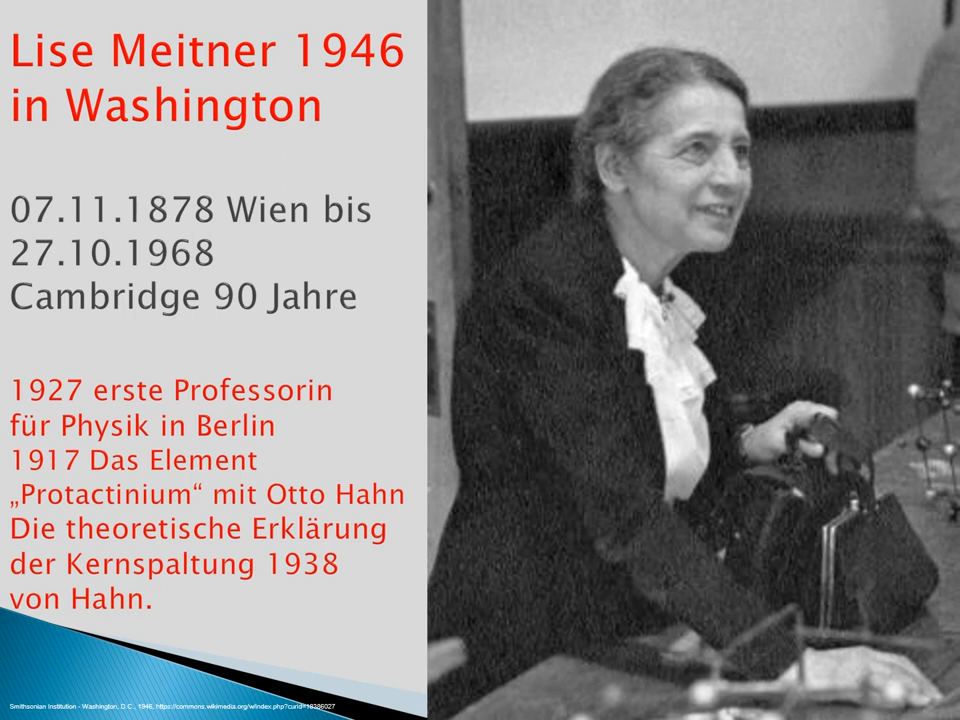 Lise Meitner 1946
in Washington
07.11.1878 Wien bis
27.10.1968
Cambridge 90 Jahre
1927 erste Professorin
für Physik in Berlin
1917 Das Element
„Protactinium“ mit Otto Hahn
Die theoretische Erklärung
der Kernspaltung 1938
von Hahn.
Smithsonian Institution - Washington, D.C., 1946, https://commons.wikimedia.org/w/index.php?curid=18386027